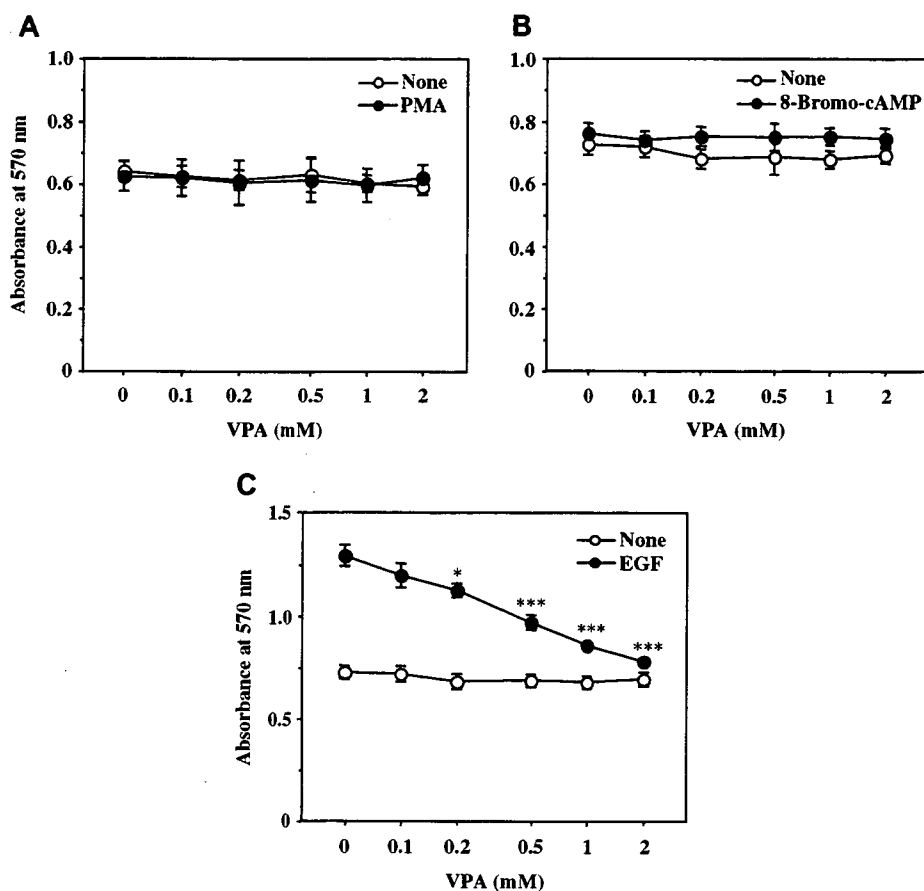 A
B
1.0
0.8
0.6
0.4
0.2
0
Absorbance at 570 nm
None
PMA
0 0.1 0.2 0.5 1 2
VPA (mM)
1.0
0.8
0.6
0.4
0.2
0
None
8-Bromo-cAMP
0 0.1 0.2 0.5 1 2
VPA (mM)
C
1.5
1.0
0.5
0
Absorbance at 570 nm
None
EGF
*
***
***
***
0 0.1 0.2 0.5 1 2
VPA (mM)